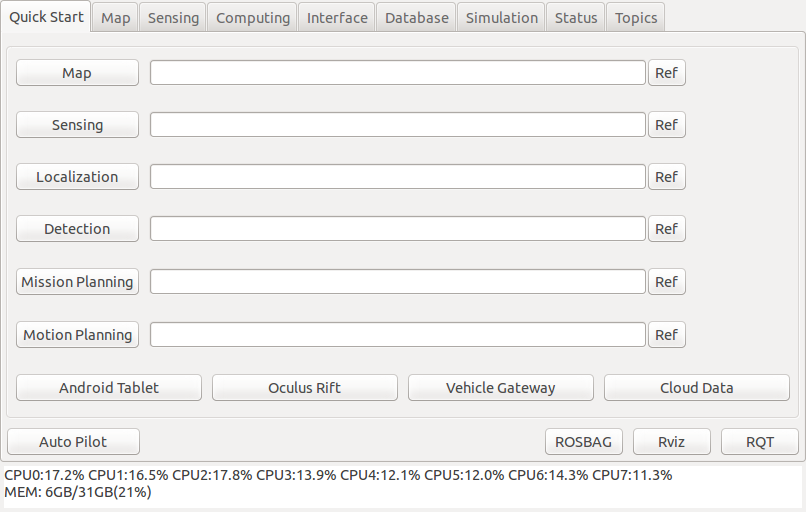 Quick Start Map Sensing Computing Interface Database Simulation Status Topics
Map Ref
Sensing Ref
Localization Ref
Detection Ref
Mission Planning Ref
Motion Planning Ref
Android Tablet Oculus Rift Vehicle Gateway Cloud Data
Auto Pilot ROSBAG Rviz RQT
CPU0:17.2% CPU1:16.5% CPU2:17.8% CPU3:13.9% CPU4:12.1% CPU5:12.0% CPU6:14.3% CPU7:11.3%
MEM: 6GB/31GB(21%)